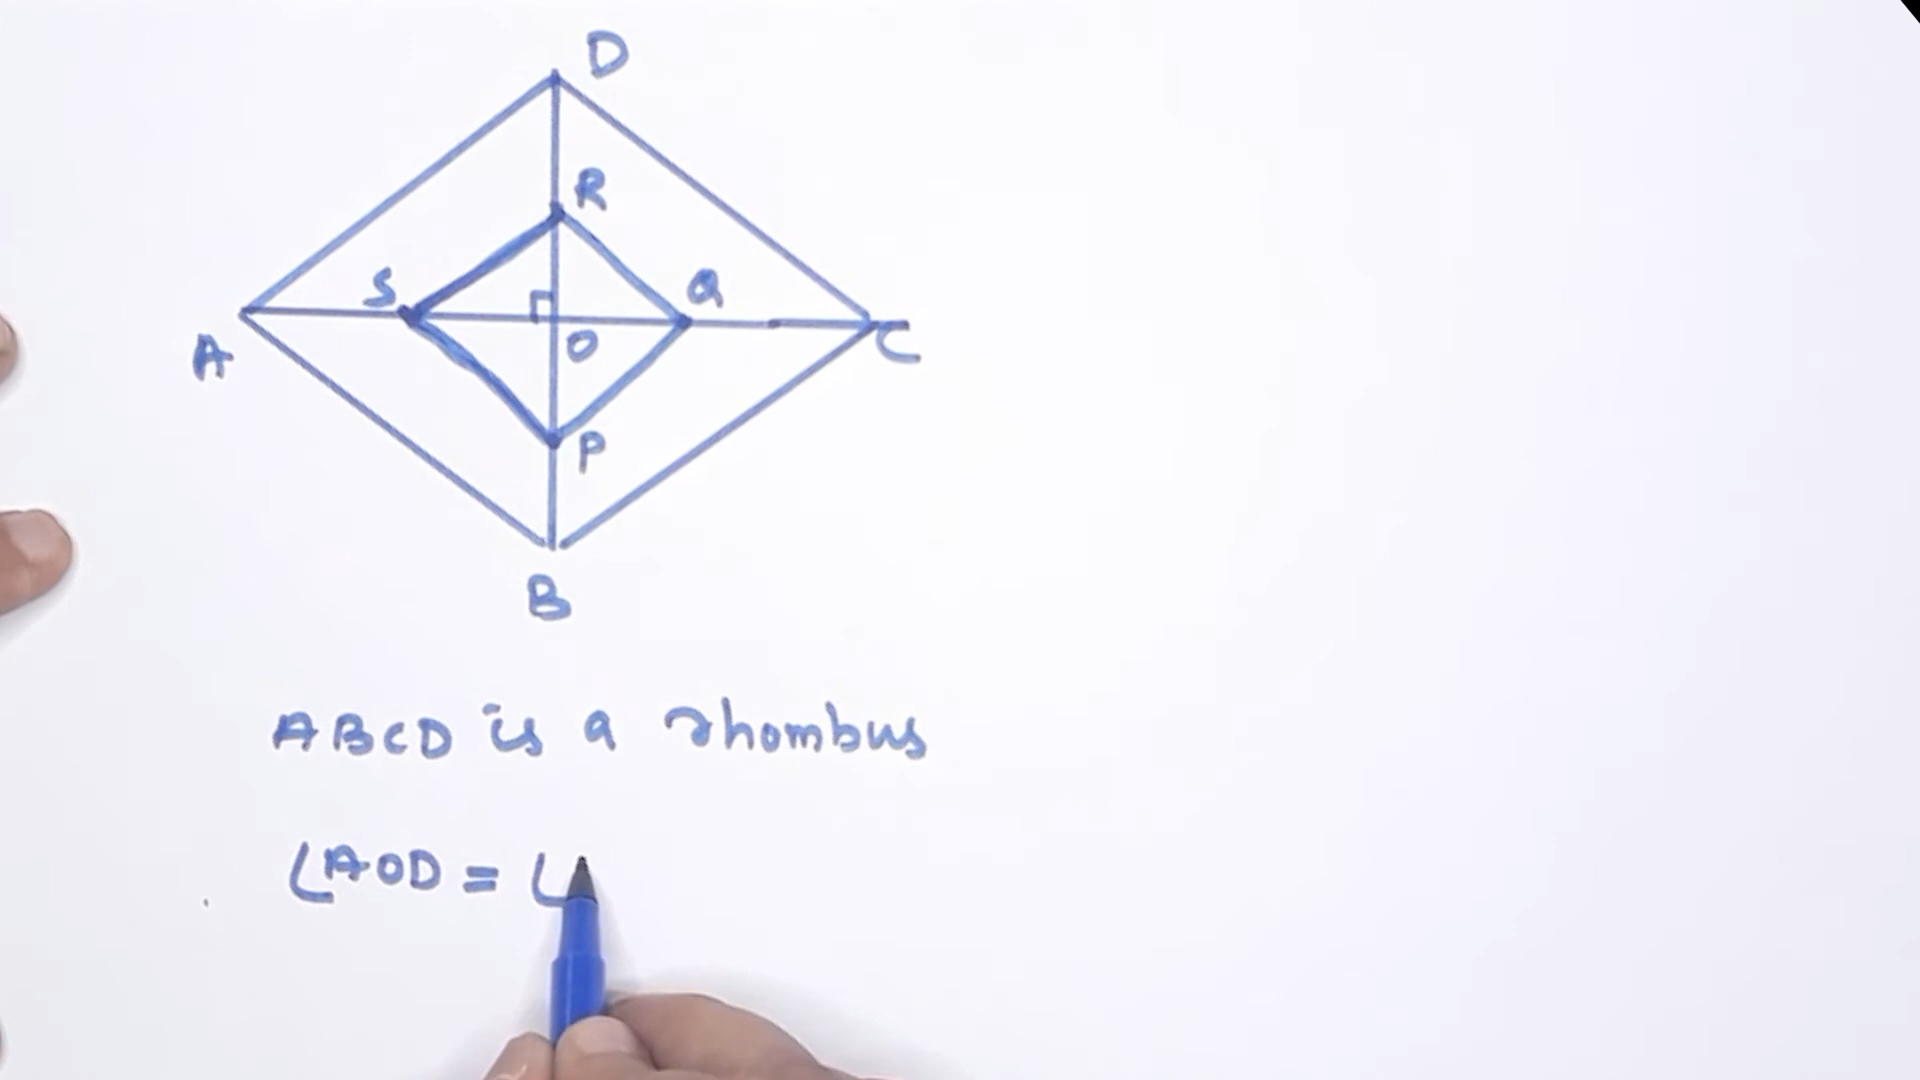 D
R
S
Q
A
O
C
P
B
ABCD is a rhombus
∠AOD = ∠